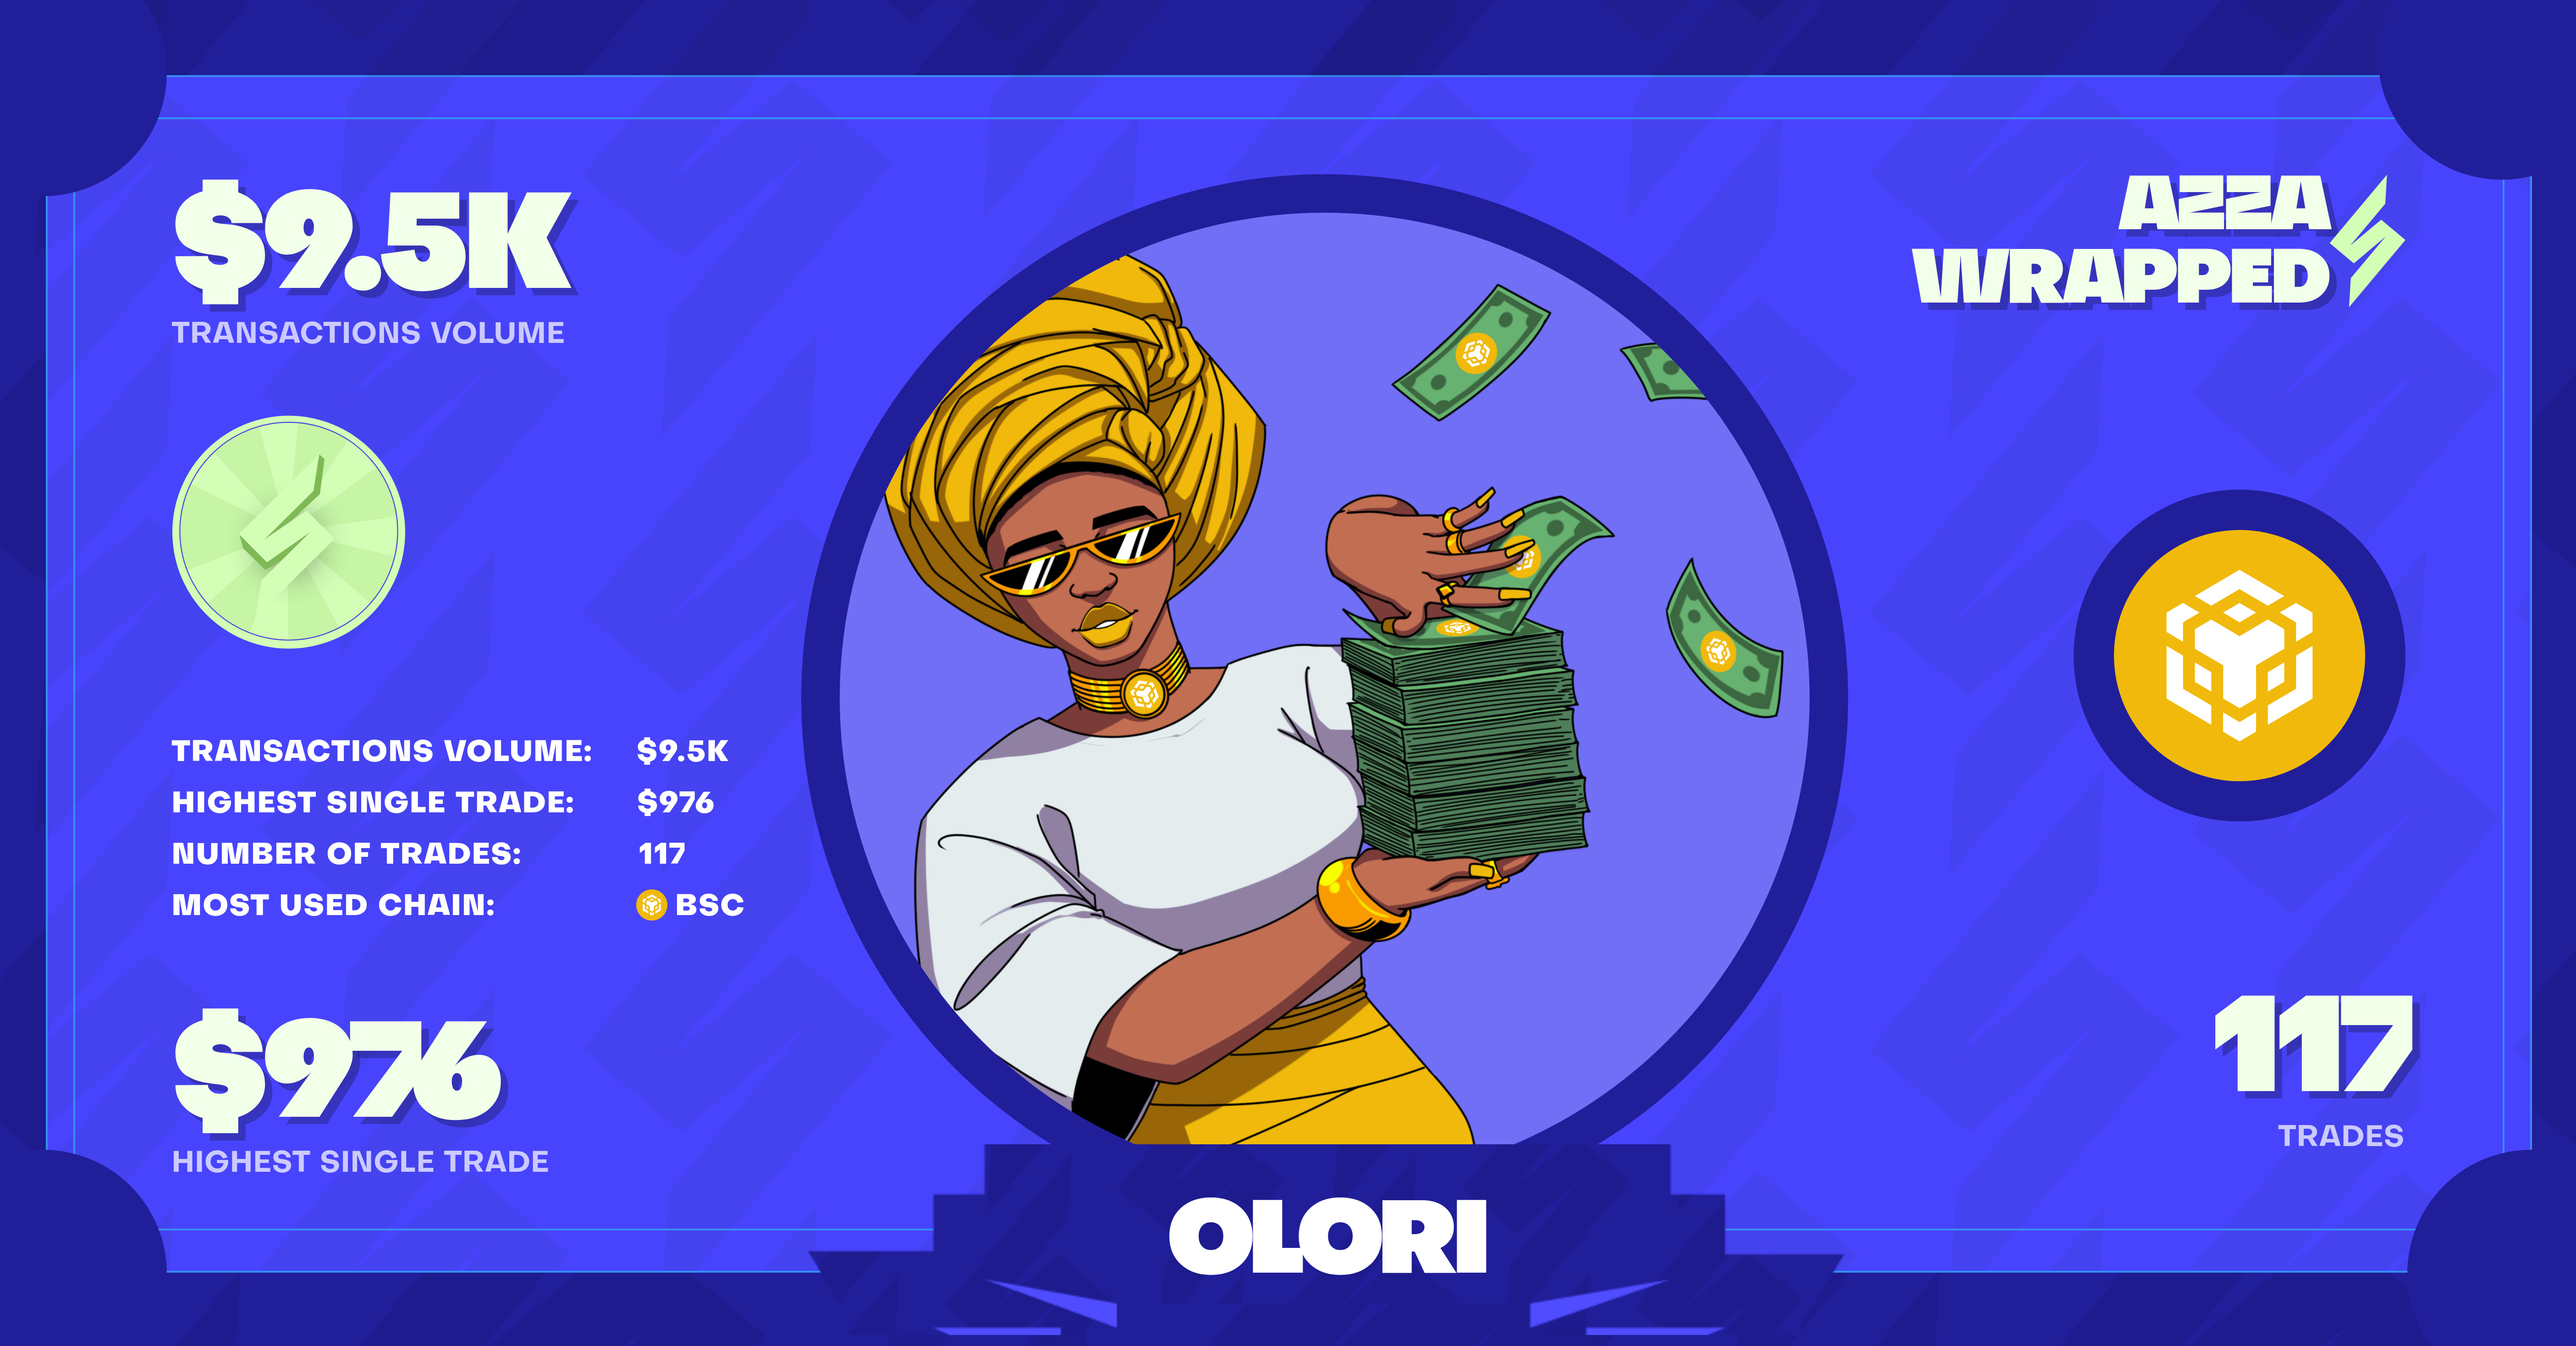 $9.5K
TRANSACTIONS VOLUME
AZZA
WRAPPED
TRANSACTIONS VOLUME: $9.5K
HIGHEST SINGLE TRADE: $976
NUMBER OF TRADES: 117
MOST USED CHAIN: BSC
$976
HIGHEST SINGLE TRADE
117
TRADES
OLORI